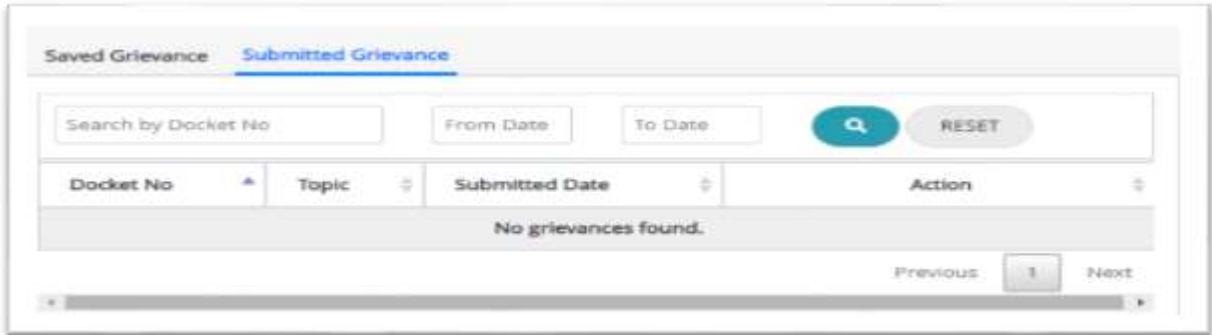 Saved Grievance Submitted Grievance
Search by Docket No From Date To Date RESET
Docket No Topic Submitted Date Action
No grievances found.
Previous 1 Next